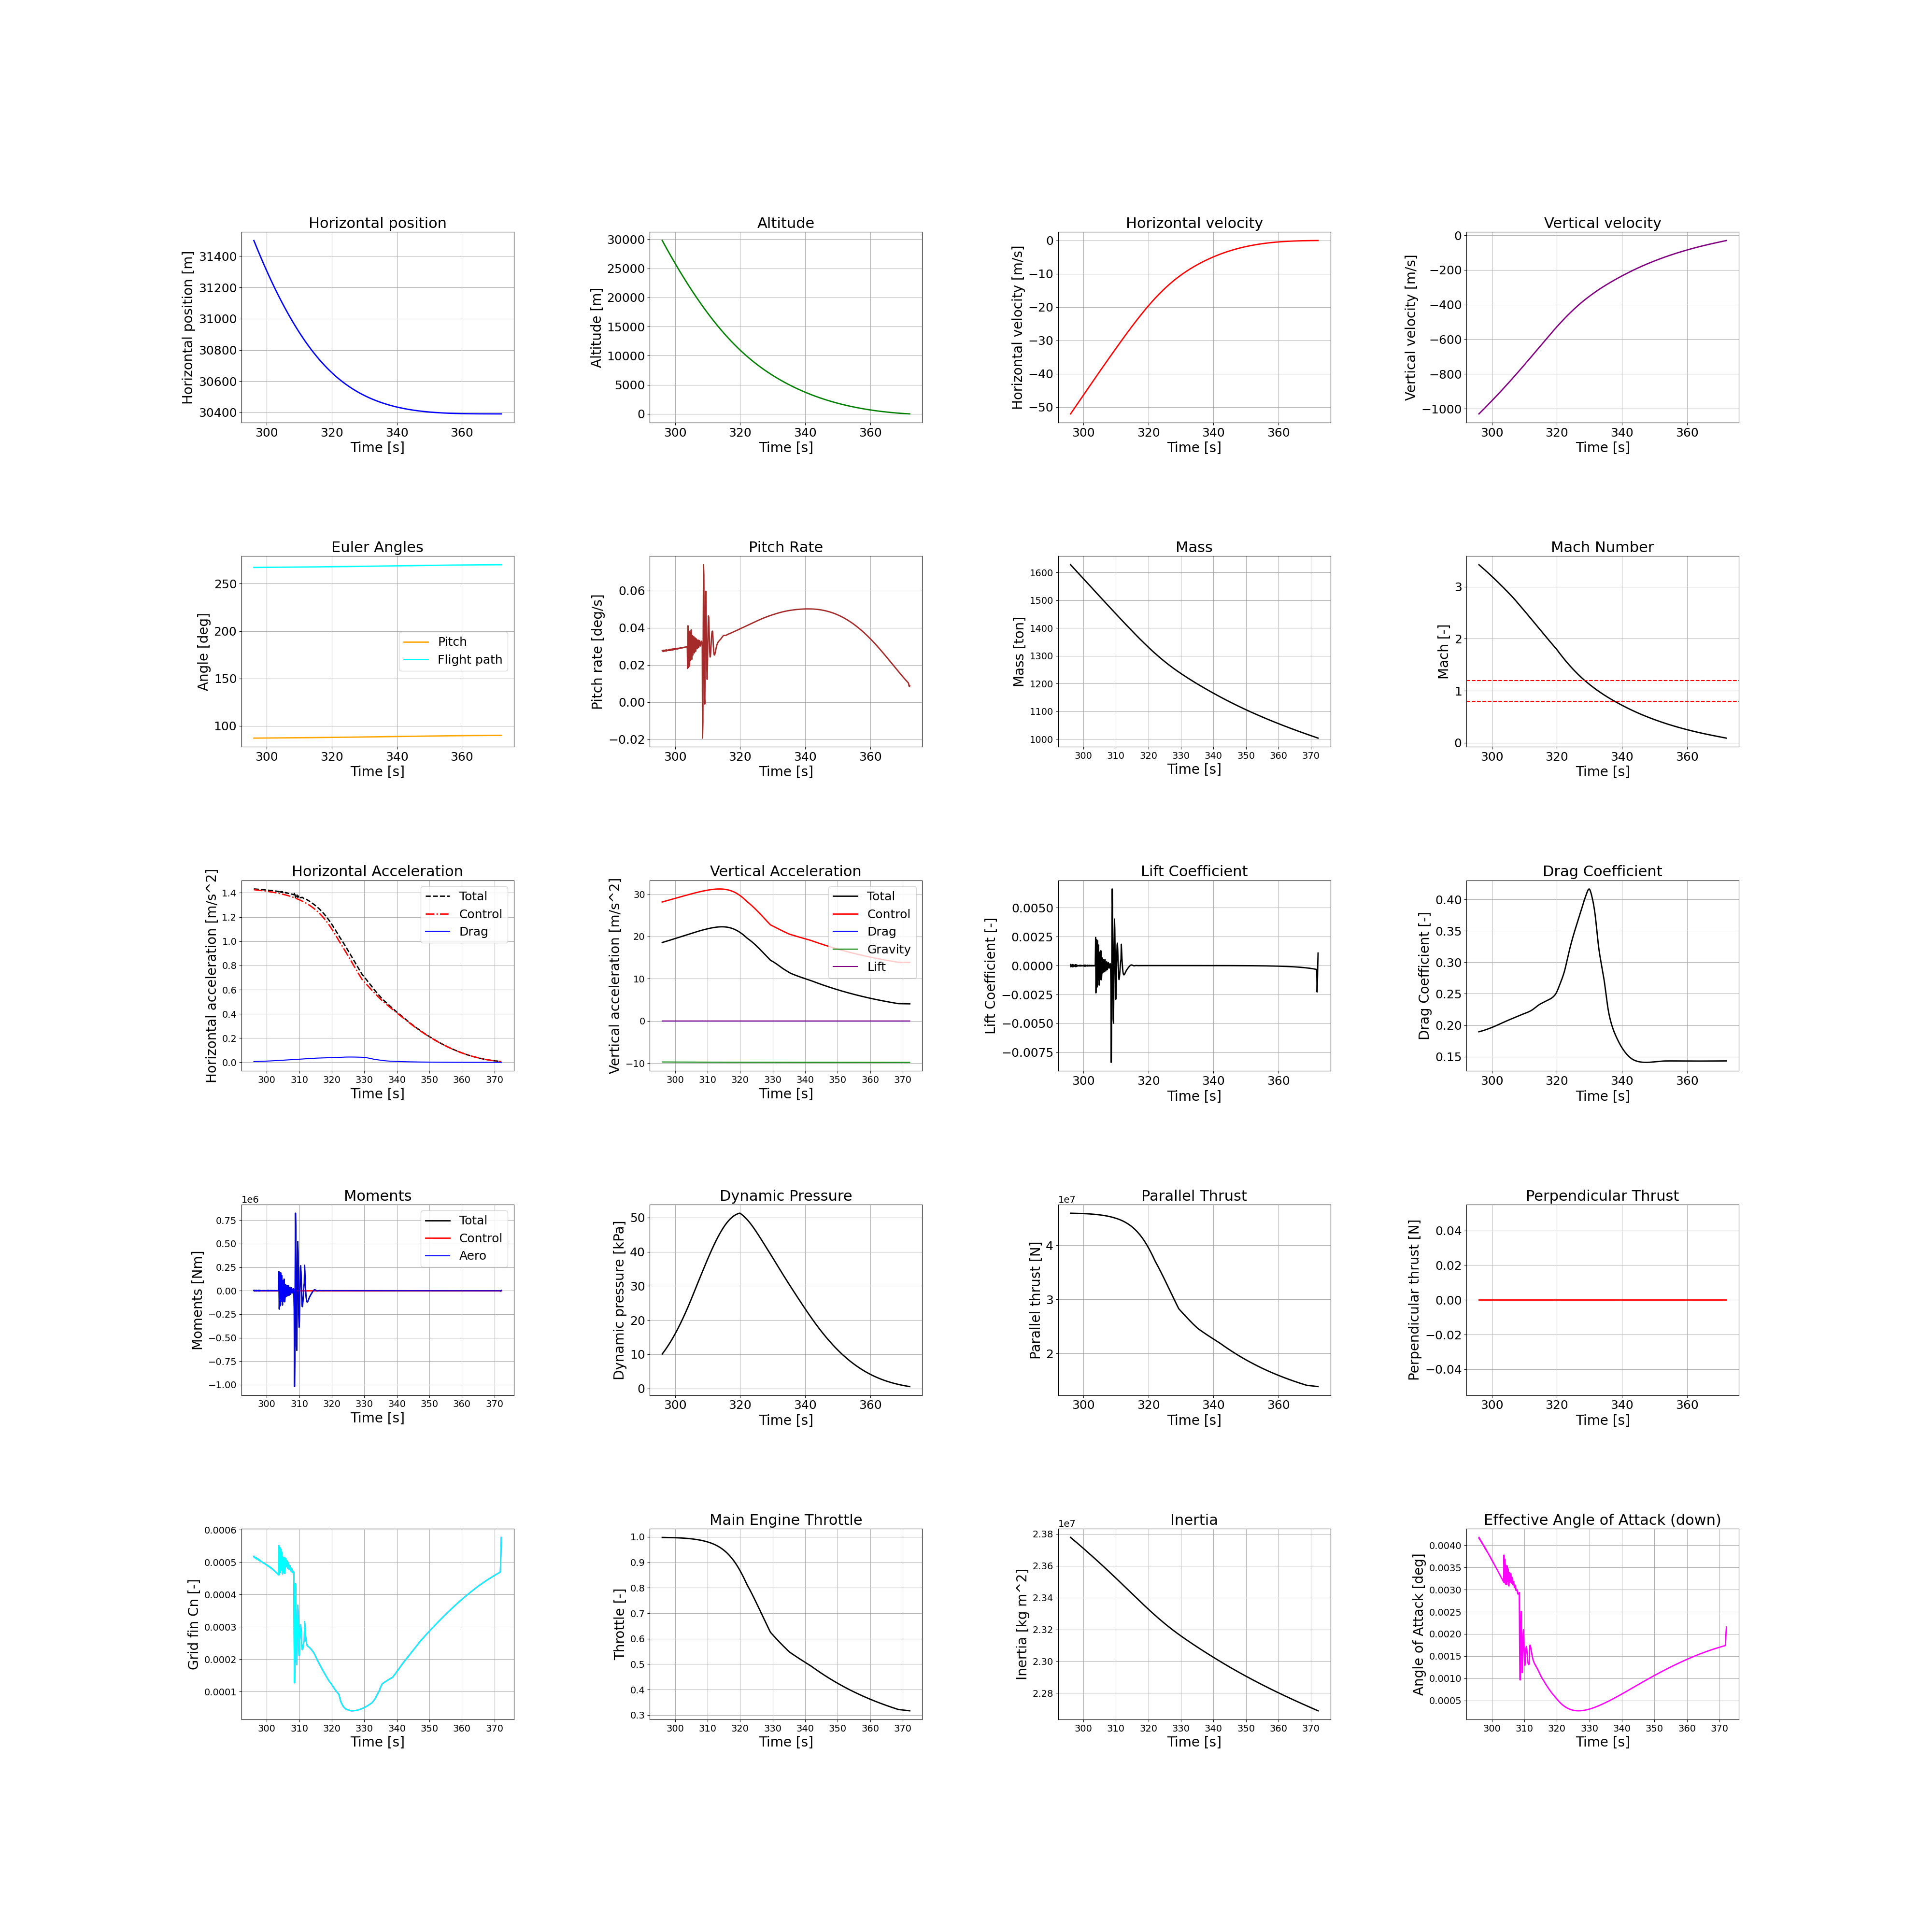 Horizontal position
Horizontal position [m]
31400
31200
31000
30800
30600
30400
300 320 340 360
Time [s]
Altitude
Altitude [m]
30000
25000
20000
15000
10000
5000
0
300 320 340 360
Time [s]
Horizontal velocity
Horizontal velocity [m/s]
0
−10
−20
−30
−40
−50
300 320 340 360
Time [s]
Vertical velocity
Vertical velocity [m/s]
0
−200
−400
−600
−800
−1000
300 320 340 360
Time [s]
Euler Angles
Angle [deg]
250
200
150
100
Pitch
Flight path
300 320 340 360
Time [s]
Pitch Rate
Pitch rate [deg/s]
0.06
0.04
0.02
0.00
−0.02
300 320 340 360
Time [s]
Mass
Mass [ton]
1600
1500
1400
1300
1200
1100
1000
300 310 320 330 340 350 360 370
Time [s]
Mach Number
Mach [-]
3
2
1
0
300 320 340 360
Time [s]
Horizontal Acceleration
Horizontal acceleration [m/s^2]
1.4
1.2
1.0
0.8
0.6
0.4
0.2
0.0
Total
Control
Drag
300 310 320 330 340 350 360 370
Time [s]
Vertical Acceleration
Vertical acceleration [m/s^2]
30
20
10
0
−10
Total
Control
Drag
Gravity
Lift
300 310 320 330 340 350 360 370
Time [s]
Lift Coefficient
Lift Coefficient [-]
0.0050
0.0025
0.0000
−0.0025
−0.0050
−0.0075
300 320 340 360
Time [s]
Drag Coefficient
Drag Coefficient [-]
0.40
0.35
0.30
0.25
0.20
0.15
300 320 340 360
Time [s]
Moments
1e6
Moments [Nm]
0.75
0.50
0.25
0.00
−0.25
−0.50
−0.75
−1.00
Total
Control
Aero
300 310 320 330 340 350 360 370
Time [s]
Dynamic Pressure
Dynamic pressure [kPa]
50
40
30
20
10
0
300 320 340 360
Time [s]
Parallel Thrust
1e7
Parallel thrust [N]
4
3
2
300 320 340 360
Time [s]
Perpendicular Thrust
Perpendicular thrust [N]
0.04
0.02
0.00
−0.02
−0.04
300 320 340 360
Time [s]
Grid fin Cn [-]
0.0006
0.0005
0.0004
0.0003
0.0002
0.0001
300 310 320 330 340 350 360 370
Time [s]
Main Engine Throttle
Throttle [-]
1.0
0.9
0.8
0.7
0.6
0.5
0.4
0.3
300 310 320 330 340 350 360 370
Time [s]
Inertia
1e7
Inertia [kg m^2]
2.38
2.36
2.34
2.32
2.30
2.28
300 310 320 330 340 350 360 370
Time [s]
Effective Angle of Attack (down)
Angle of Attack [deg]
0.0040
0.0035
0.0030
0.0025
0.0020
0.0015
0.0010
0.0005
300 310 320 330 340 350 360 370
Time [s]